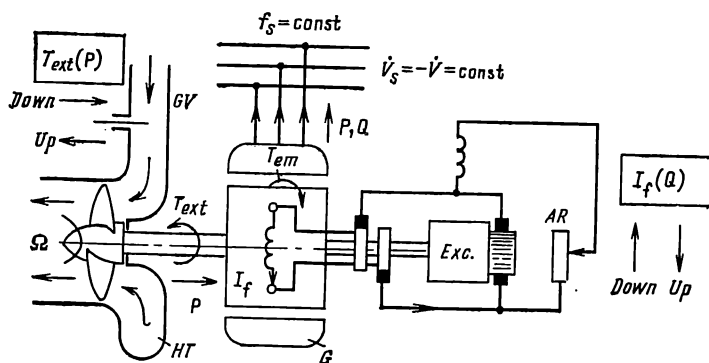 f_s = const
T_ext(P)
V̇_s = -V̇ = const
Down
GV
Up
P, Q
T_em
T_ext
I_f(Q)
AR
Ω
Exc.
I_f
P
Down Up
HT
G